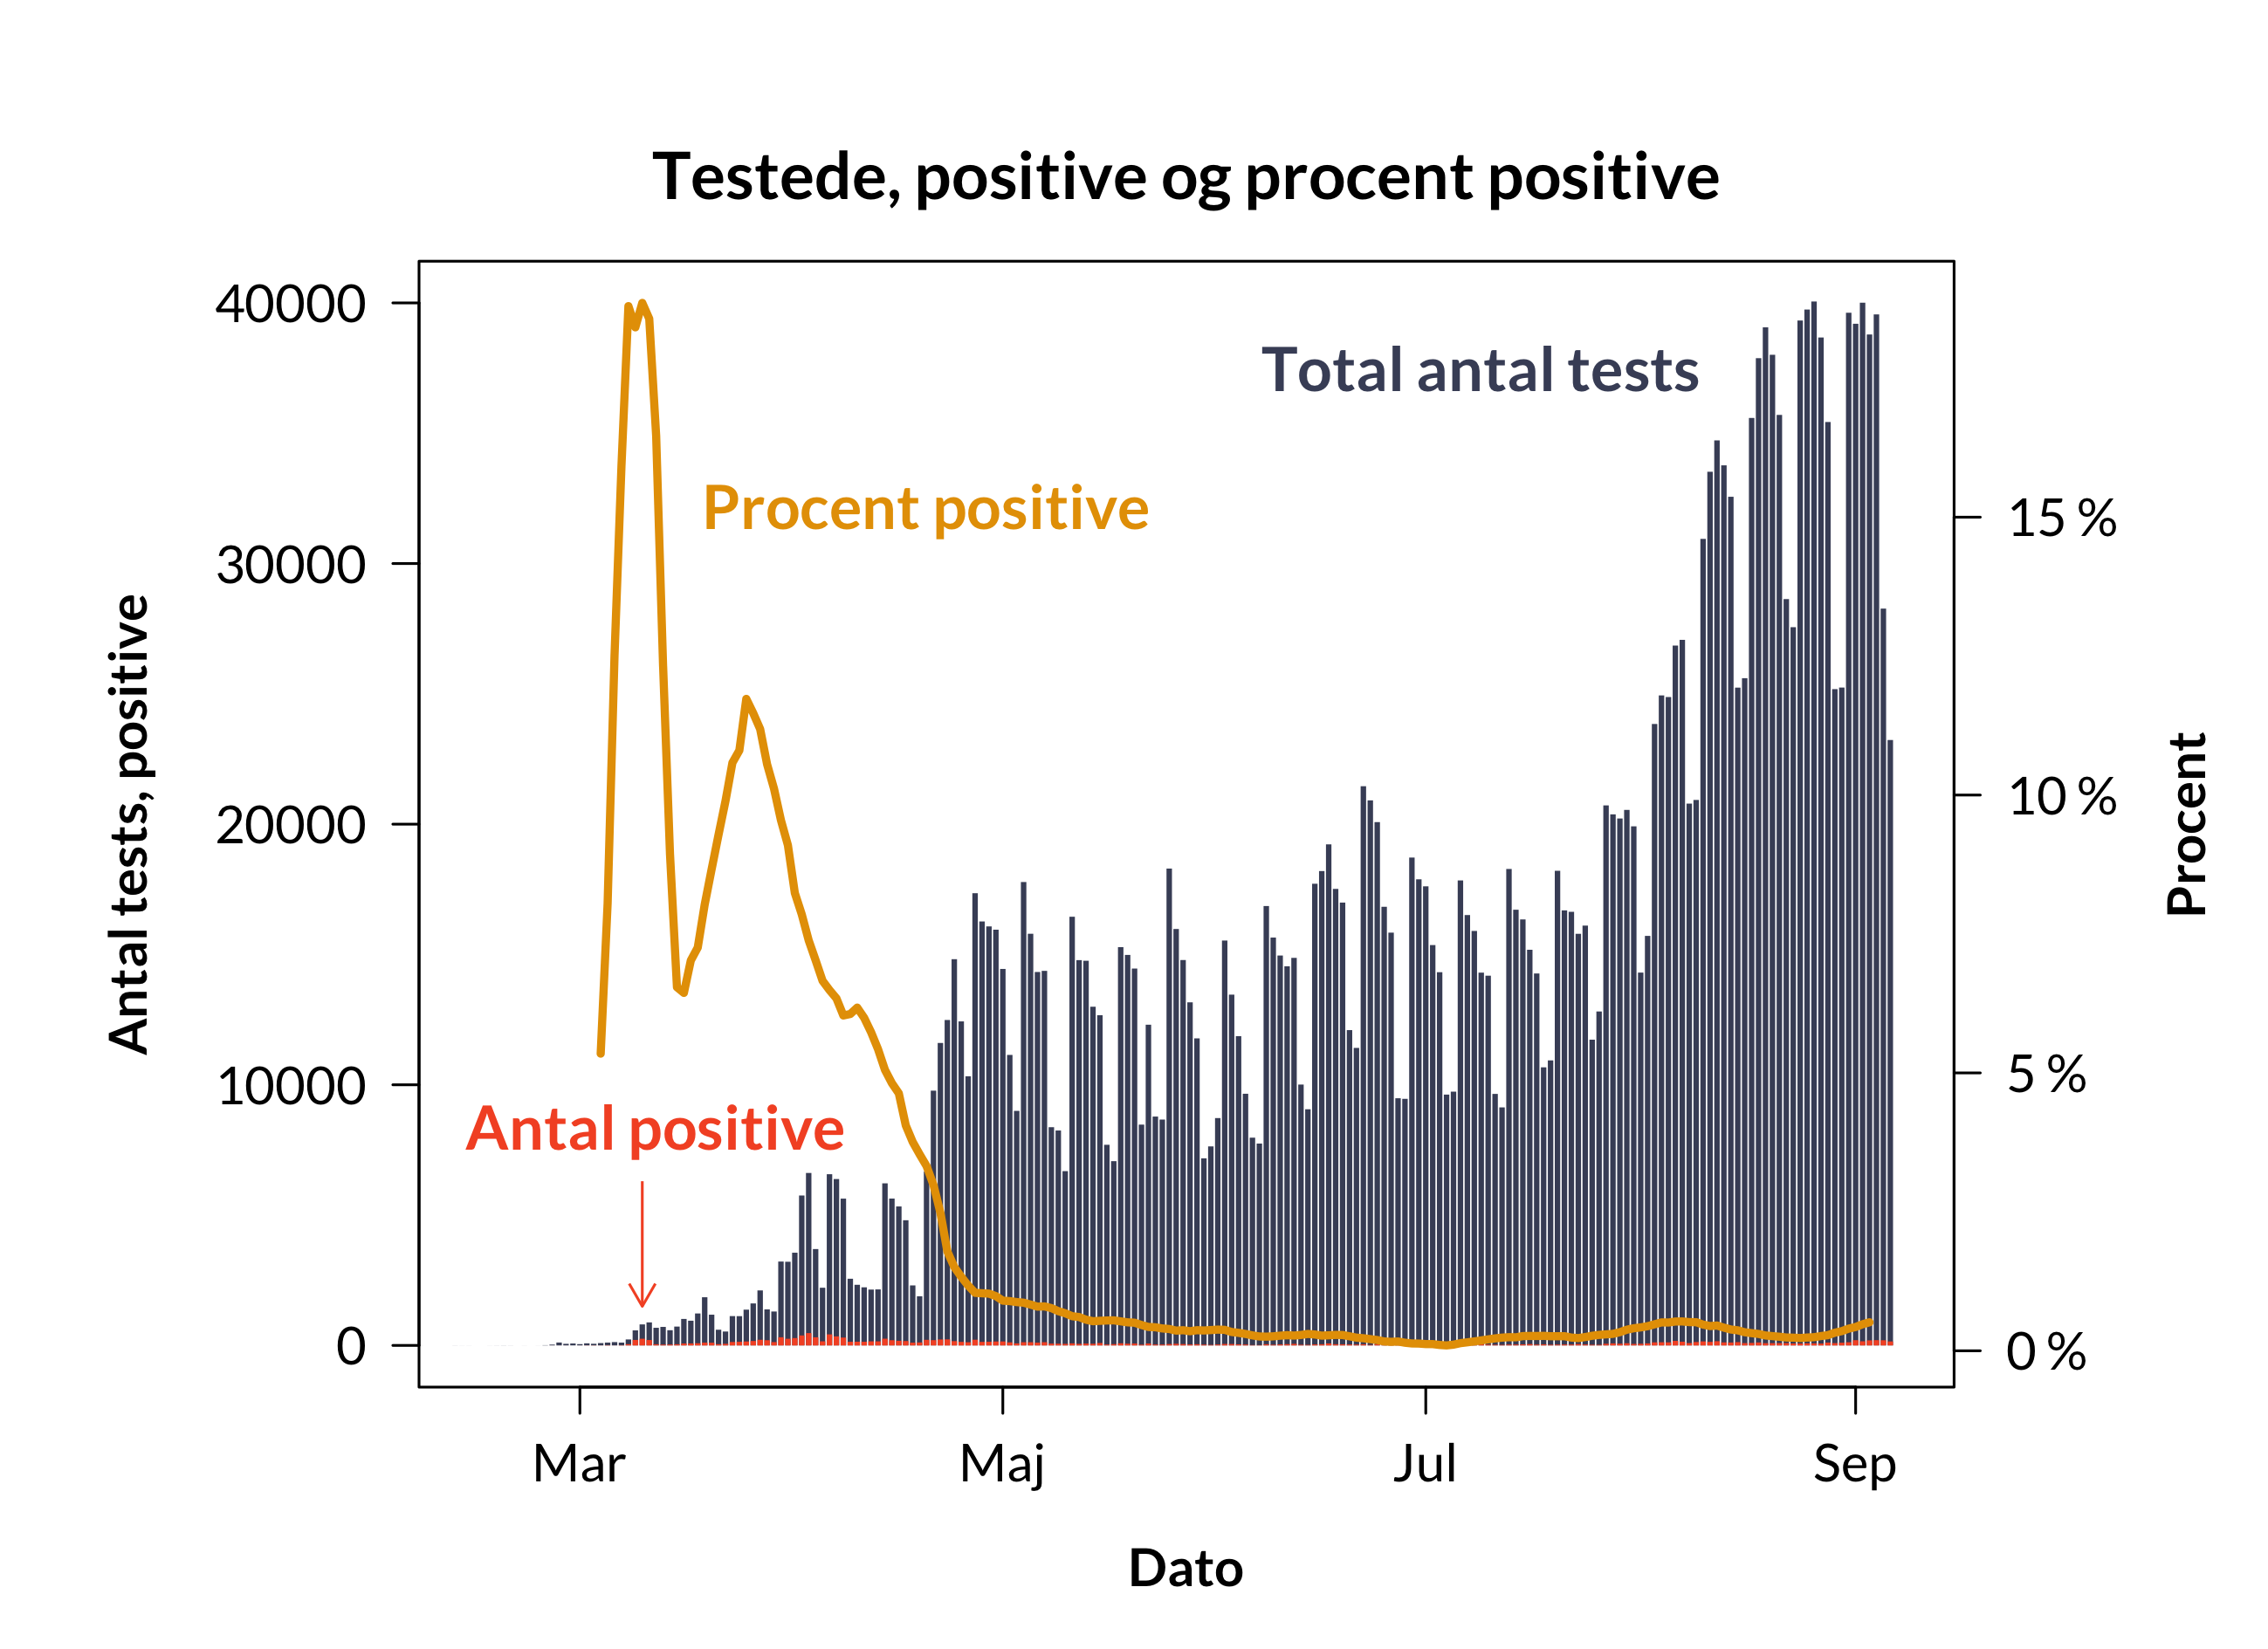 Testede, positive og procent positive
40000
30000
20000
10000
0
Antal tests, positive
Total antal tests
Procent positive
Antal positive
15 %
10 %
5 %
0 %
Procent
Mar
Maj
Jul
Sep
Dato